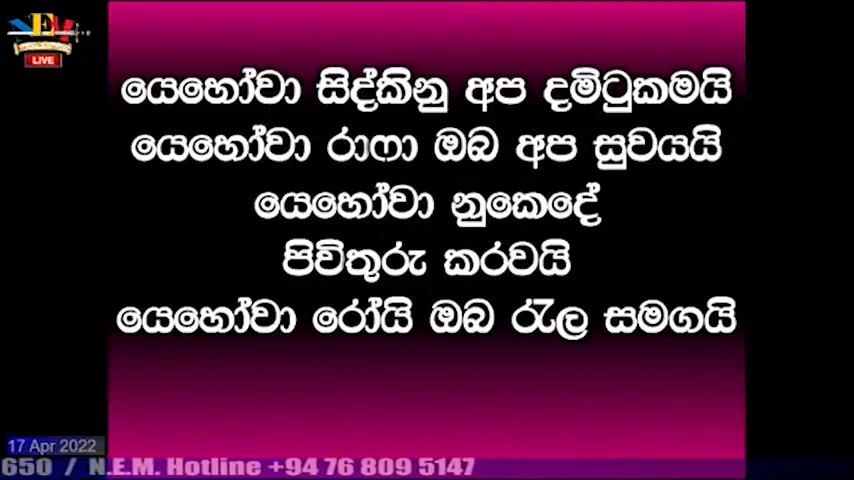 NEM
LIVE
යෙහෝවා සිද්කිනු අප දමිටුකමයි
යෙහෝවා රාෆා ඔබ අප සුවයයි
යෙහෝවා නුකෙදේ
පිවිතුරු කරවයි
යෙහෝවා රෝයි ඔබ රැල සමගයි
17 Apr 2022
650 / N.E.M. Hotline +94 76 809 5147